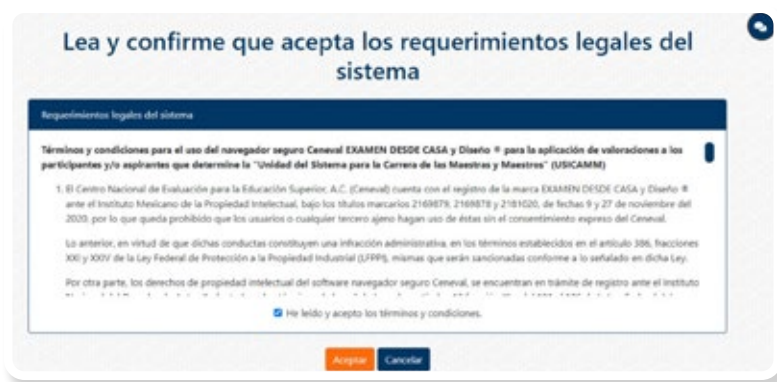 Lea y confirme que acepta los requerimientos legales del
sistema
Requerimientos legales del sistema
Términos y condiciones para el uso del navegador seguro Ceneval EXAMEN DESDE CASA y Diseño ® para la aplicación de valoraciones a los
participantes y/o aspirantes que determine la "Unidad del Sistema para la Carrera de las Maestras y Maestros" (USICAMM)
1. El Centro Nacional de Evaluación para la Educación Superior, A.C. (Ceneval) cuenta con el registro de la marca EXAMEN DESDE CASA y Diseño ®
ante el Instituto Mexicano de la Propiedad Intelectual, bajo los títulos marcarios 2169879, 2169878 y 2181020, de fechas 9 y 27 de noviembre del
2020, por lo que queda prohibido que los usuarios o cualquier tercero ajeno hagan uso de éstas sin el consentimiento expreso del Ceneval.
Lo anterior, en virtud de que dichas conductas constituyen una infracción administrativa, en los términos establecidos en el artículo 386, fracciones
XXI y XXIV de la Ley Federal de Protección a la Propiedad Industrial (LFPPI), mismas que serán sancionadas conforme a lo señalado en dicha Ley.
Por otra parte, los derechos de propiedad intelectual del software navegador seguro Ceneval, se encuentran en trámite de registro ante el Instituto
He leído y acepto los términos y condiciones.
Aceptar Cancelar